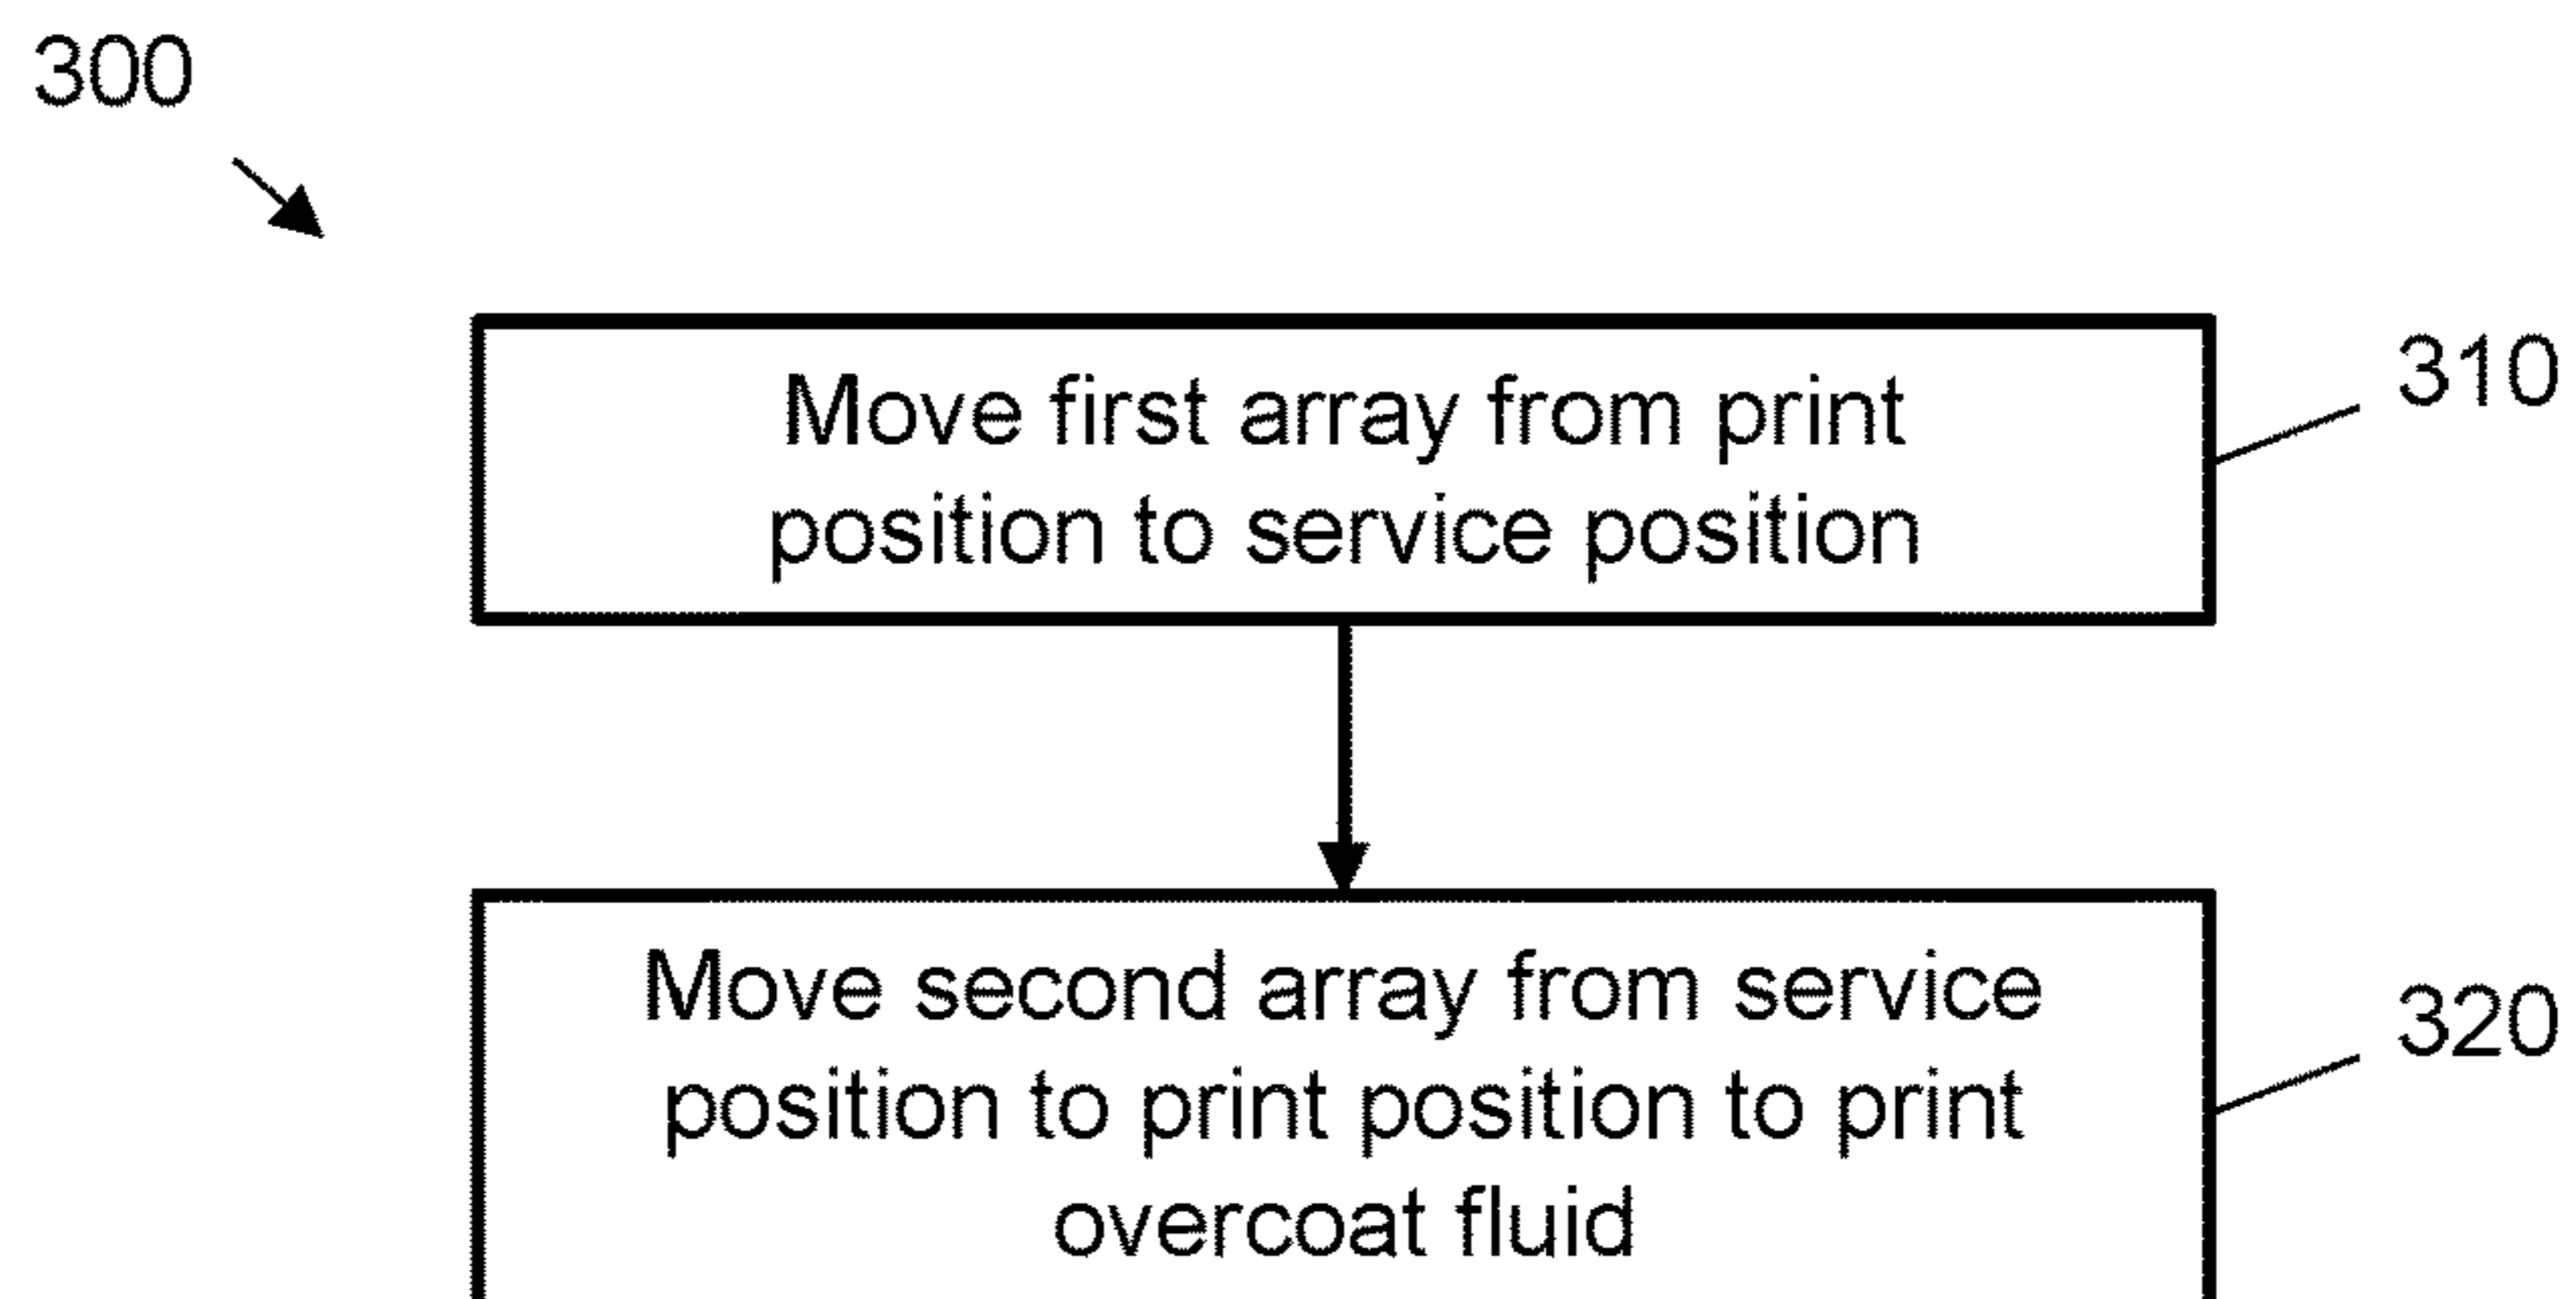 300
Move first array from print
position to service position
310
Move second array from service
position to print position to print
overcoat fluid
320